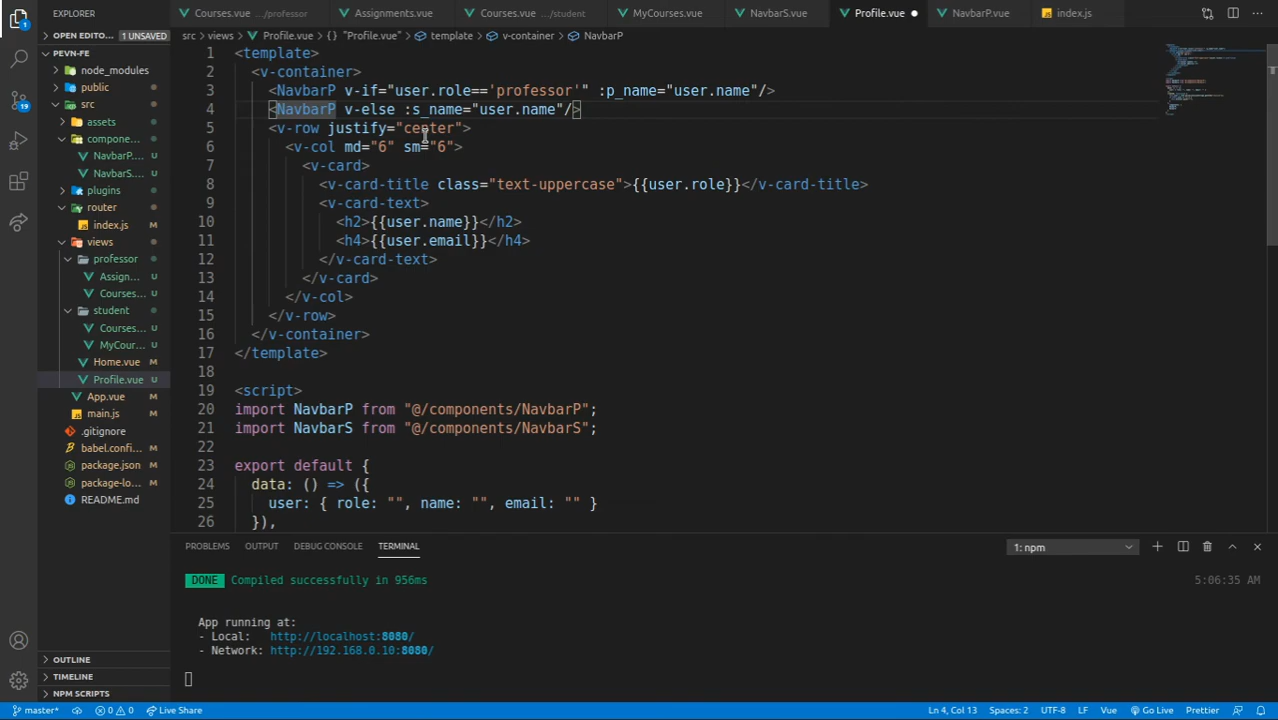 1
19
EXPLORER
OPEN EDITO... 1 UNSAVED
PEVN-FE
node_modules
public
src
assets
compone...
NavbarP....
NavbarS....
plugins
router
index.js U
views
professor
Assign... U
Courses.... U
student
Courses... U
MyCour... U
Home.vue M
Profile.vue U
App.vue M
main.js M
.gitignore
babel.confi...
package.json
package-lo...
README.md
OUTLINE
TIMELINE
NPM SCRIPTS
Courses.vue .../professor
Assignments.vue
Courses.vue .../student
MyCourses.vue
NavbarS.vue
Profile.vue
NavbarP.vue
index.js
src > views > Profile.vue > {} "Profile.vue" > template > v-container > NavbarP
1 <template>
2 <v-container>
3 <NavbarP v-if="user.role=='professor'" :p_name="user.name"/>
4 <NavbarP v-else :s_name="user.name"/>
5 <v-row justify="center">
6 <v-col md="6" sm="6">
7 <v-card>
8 <v-card-title class="text-uppercase">{{user.role}}</v-card-title>
9 <v-card-text>
10 <h2>{{user.name}}</h2>
11 <h4>{{user.email}}</h4>
12 </v-card-text>
13 </v-card>
14 </v-col>
15 </v-row>
16 </v-container>
17 </template>
18
19 <script>
20 import NavbarP from "@/components/NavbarP";
21 import NavbarS from "@/components/NavbarS";
22
23 export default {
24 data: () => ({
25 user: { role: "", name: "", email: "" }
26 }),
PROBLEMS OUTPUT DEBUG CONSOLE TERMINAL
1: npm
DONE Compiled successfully in 956ms 5:06:35 AM
App running at:
- Local: http://localhost:8080/
- Network: http://192.168.0.10:8080/
master* 0 0 Live Share
Ln 4, Col 13 Spaces: 2 UTF-8 LF Vue Go Live Prettier